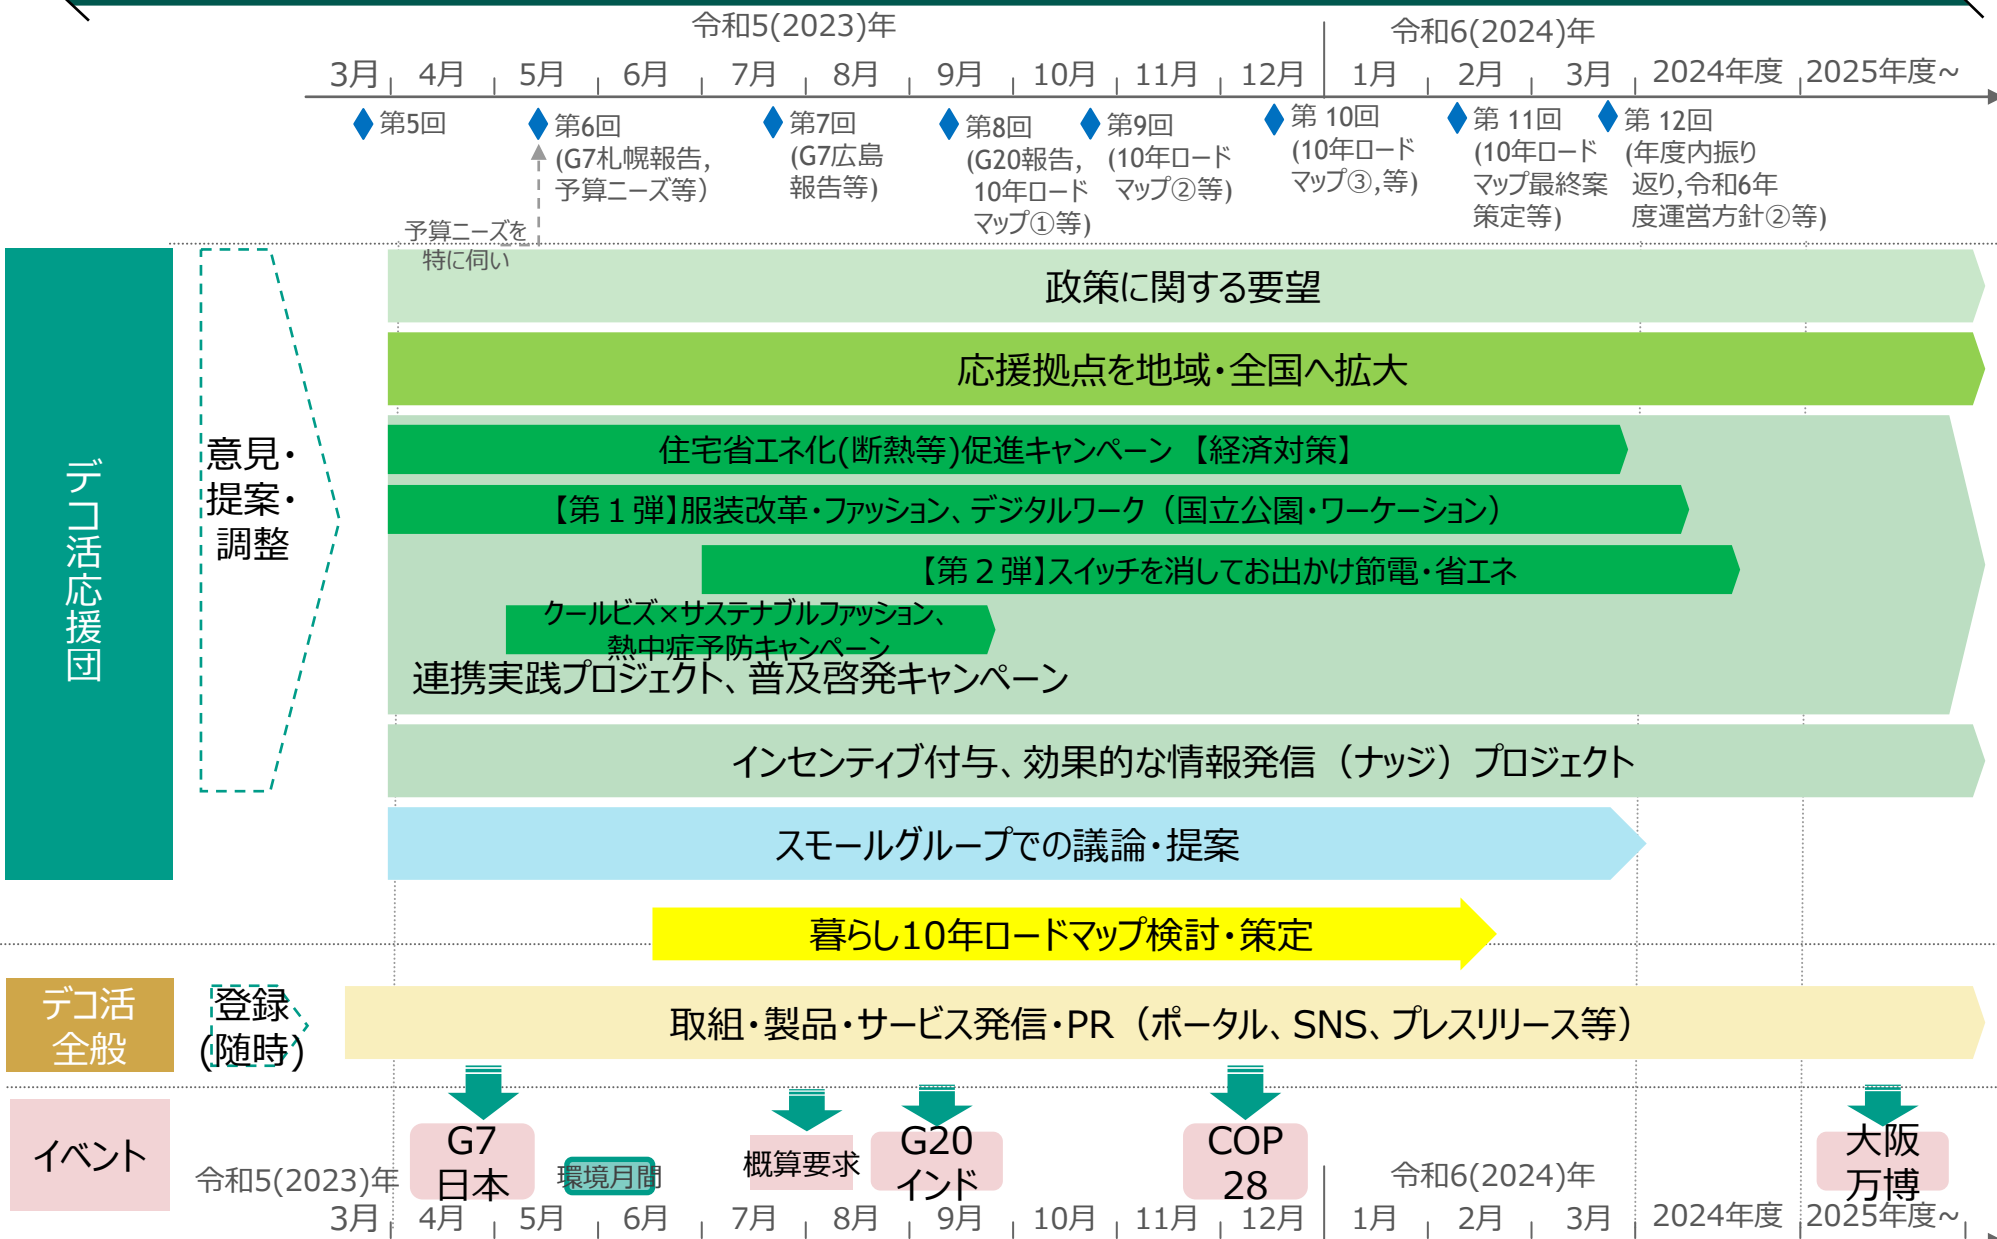 令和5(2023)年
令和6(2024)年
3月 4月 5月 6月 7月 8月 9月 10月 11月 12月 1月 2月 3月 2024年度 2025年度~
第5回
第6回
(G7札幌報告,
予算ニーズ等)
第7回
(G7広島
報告等)
第8回
(G20報告,
10年ロード
マップ①等)
第9回
(10年ロード
マップ②等)
第 10回
(10年ロード
マップ③,等)
第 11回
(10年ロード
マップ最終案
策定等)
第 12回
(年度内振り
返り,令和6年
度運営方針②等)
予算ニーズを
特に伺い
デコ活応援団
意見・
提案・
調整
政策に関する要望
応援拠点を地域・全国へ拡大
住宅省エネ化(断熱等)促進キャンペーン【経済対策】
【第1弾】服装改革・ファッション、デジタルワーク（国立公園・ワーケーション）
【第2弾】スイッチを消してお出かけ節電・省エネ
クールビズ×サステナブルファッション、
熱中症予防キャンペーン
連携実践プロジェクト、普及啓発キャンペーン
インセンティブ付与、効果的な情報発信（ナッジ）プロジェクト
スモールグループでの議論・提案
暮らし10年ロードマップ検討・策定
デコ活
全般
登録
(随時)
取組・製品・サービス発信・PR（ポータル、SNS、プレスリリース等）
イベント
G7
日本
環境月間
概算要求
G20
インド
COP
28
大阪
万博
令和5(2023)年
令和6(2024)年
3月 4月 5月 6月 7月 8月 9月 10月 11月 12月 1月 2月 3月 2024年度 2025年度~